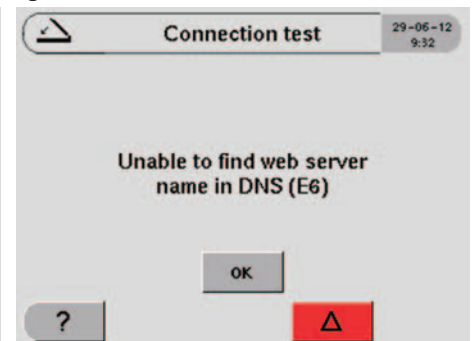 Connection test
29-06-12
9:32
Unable to find web server
name in DNS (E6)
OK
?